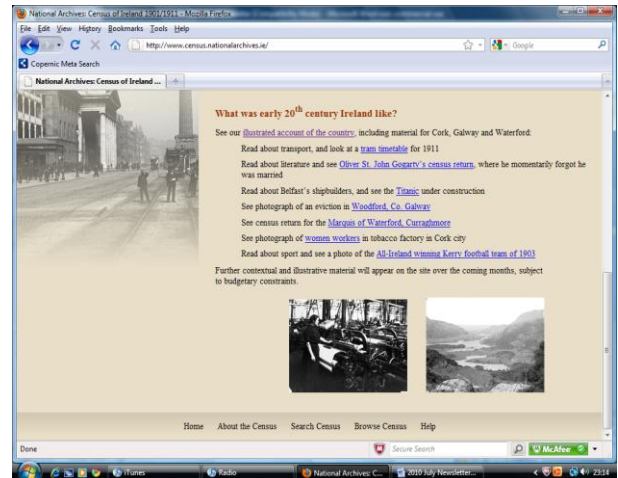 National Archives: Census of Ireland 1901/1911 - Mozilla Firefox
File Edit View History Bookmarks Tools Help
http://www.census.nationalarchives.ie/
Google
Copernic Meta Search
National Archives: Census of Ireland ...
What was early 20th century Ireland like?
See our illustrated account of the country, including material for Cork, Galway and Waterford:
Read about transport, and look at a tram timetable for 1911
Read about literature and see Oliver St. John Gogarty's census return, where he momentarily forgot he
was married
Read about Belfast's shipbuilders, and see the Titanic under construction
See photograph of an eviction in Woodford, Co. Galway
See census return for the Marquis of Waterford, Curraghmore
See photograph of women workers in tobacco factory in Cork city
Read about sport and see a photo of the All-Ireland winning Kerry football team of 1903
Further contextual and illustrative material will appear on the site over the coming months, subject
to budgetary constraints.
Home About the Census Search Census Browse Census Help
Done
Secure Search
McAfee
iTunes
Radio
National Archives: C...
2010 July Newsletter...
23:14